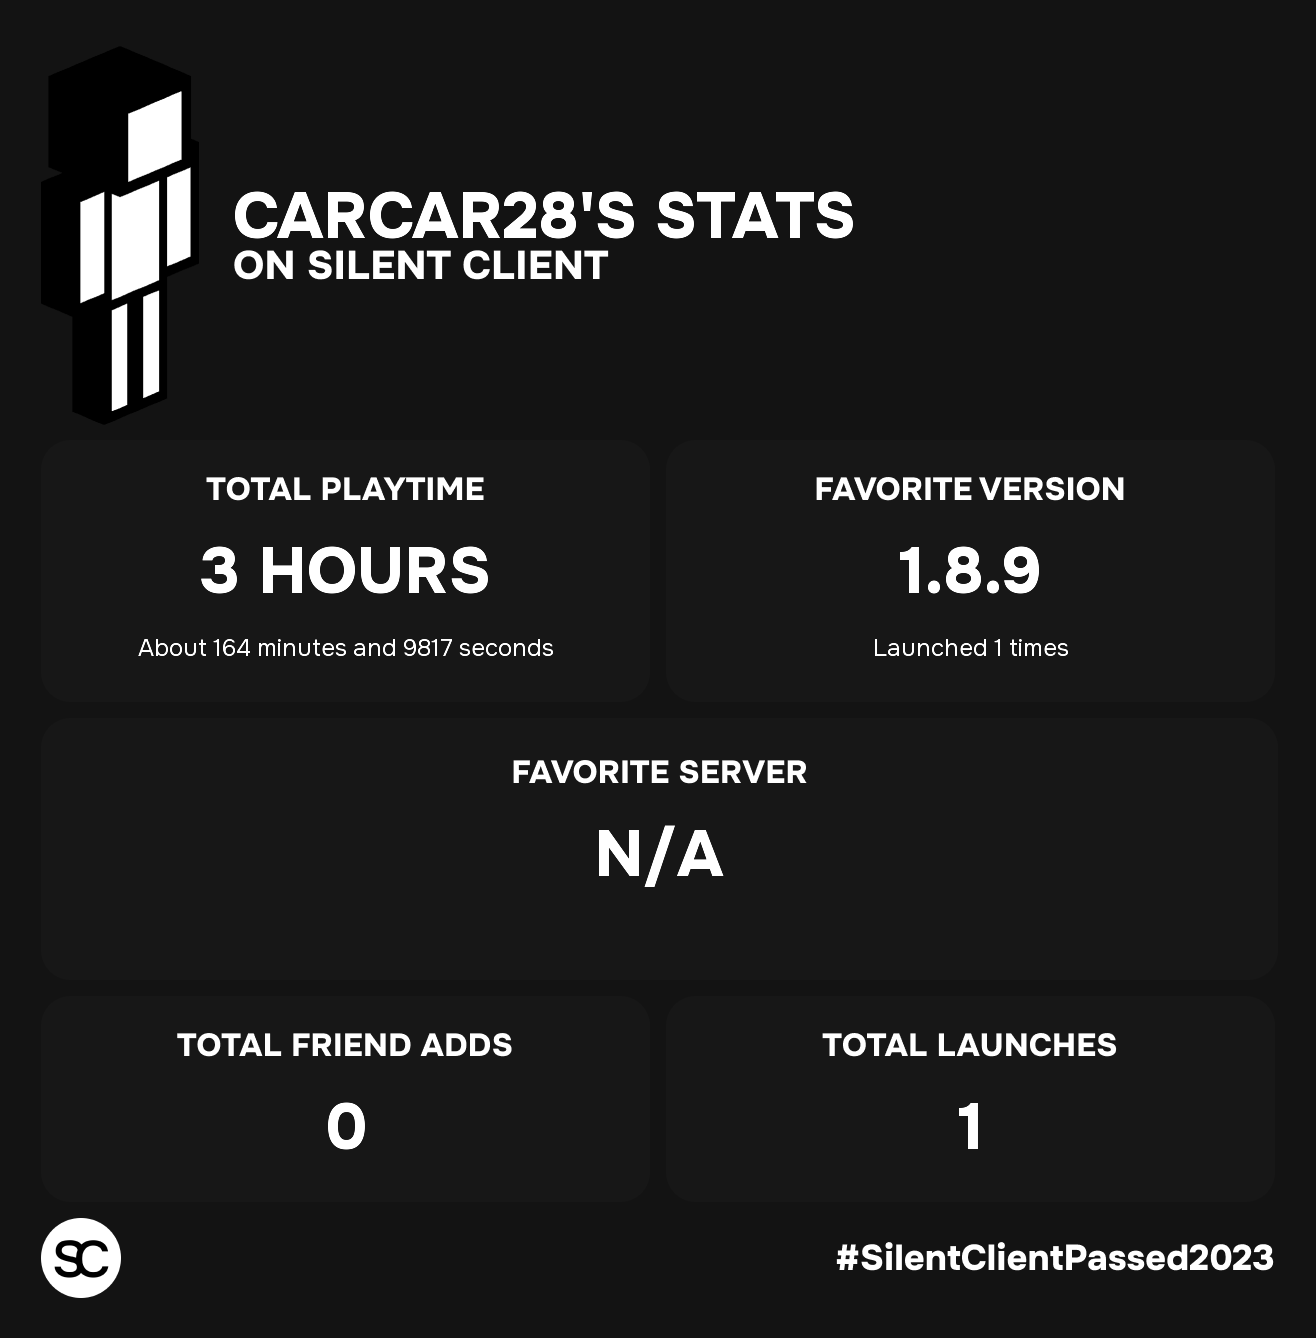 CARCAR28'S STATS
ON SILENT CLIENT
TOTAL PLAYTIME
3 HOURS
About 164 minutes and 9817 seconds
FAVORITE VERSION
1.8.9
Launched 1 times
FAVORITE SERVER
N/A
TOTAL FRIEND ADDS
0
TOTAL LAUNCHES
1
SC
#SilentClientPassed2023